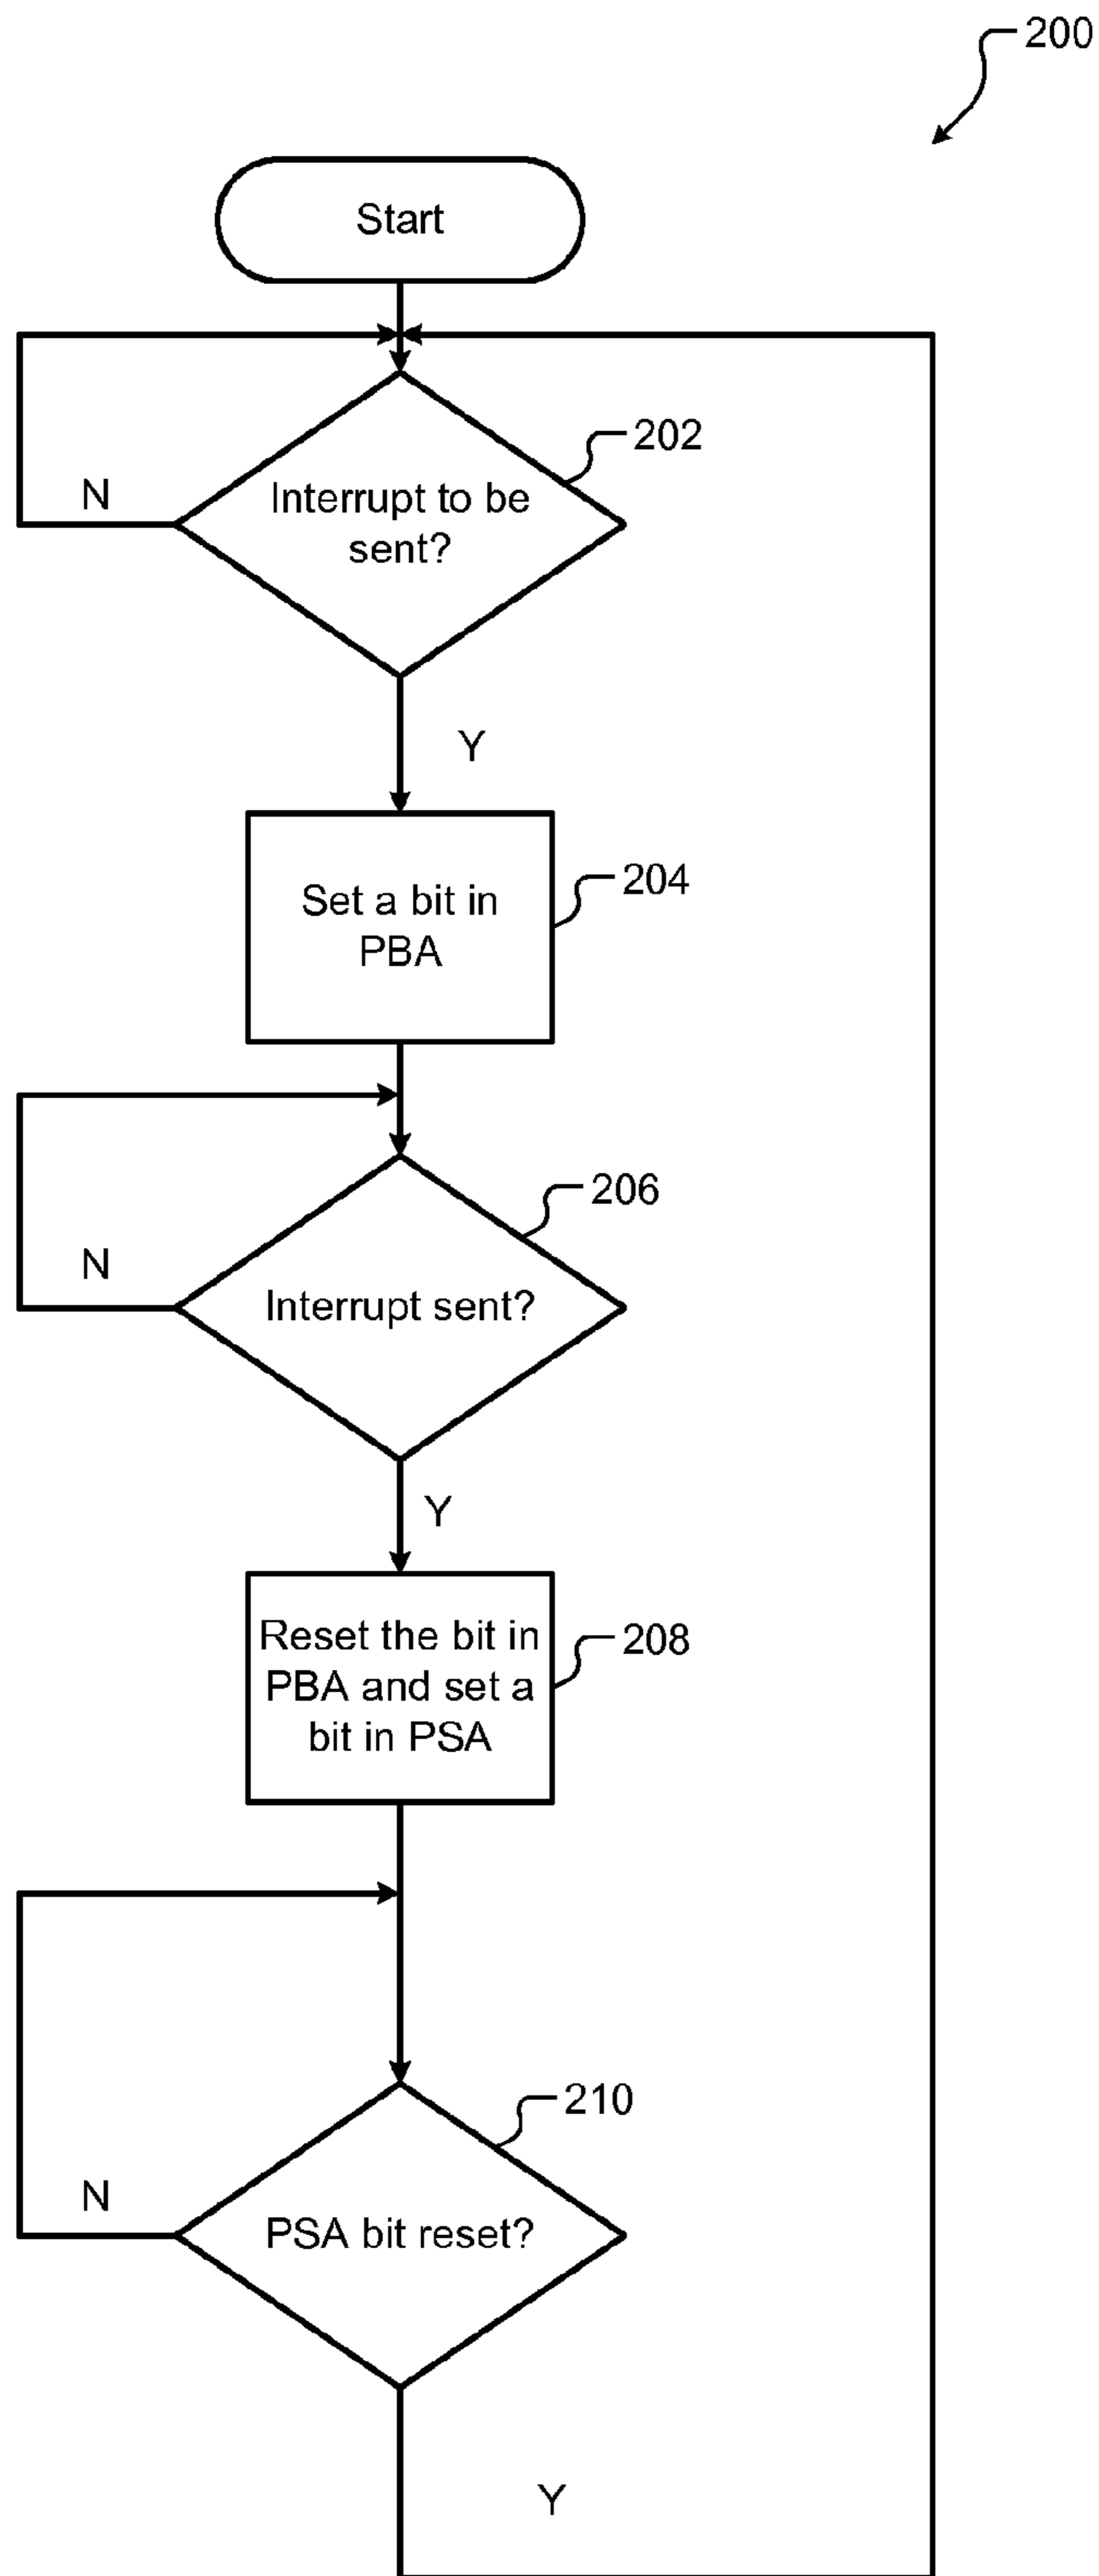 200
Start
202
Interrupt to be
sent?
N
Y
204
Set a bit in
PBA
206
N
Interrupt sent?
Y
208
Reset the bit in
PBA and set a
bit in PSA
210
N
PSA bit reset?
Y